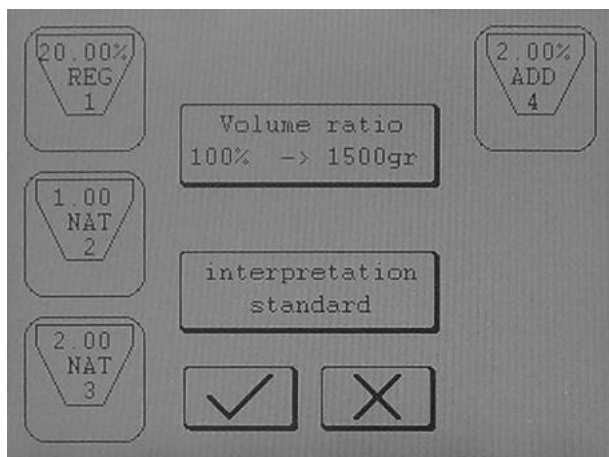 20.00%
REG
1
1.00
NAT
2
2.00
NAT
3
Volume ratio
100% -> 1500gr
interpretation
standard
2.00%
ADD
4